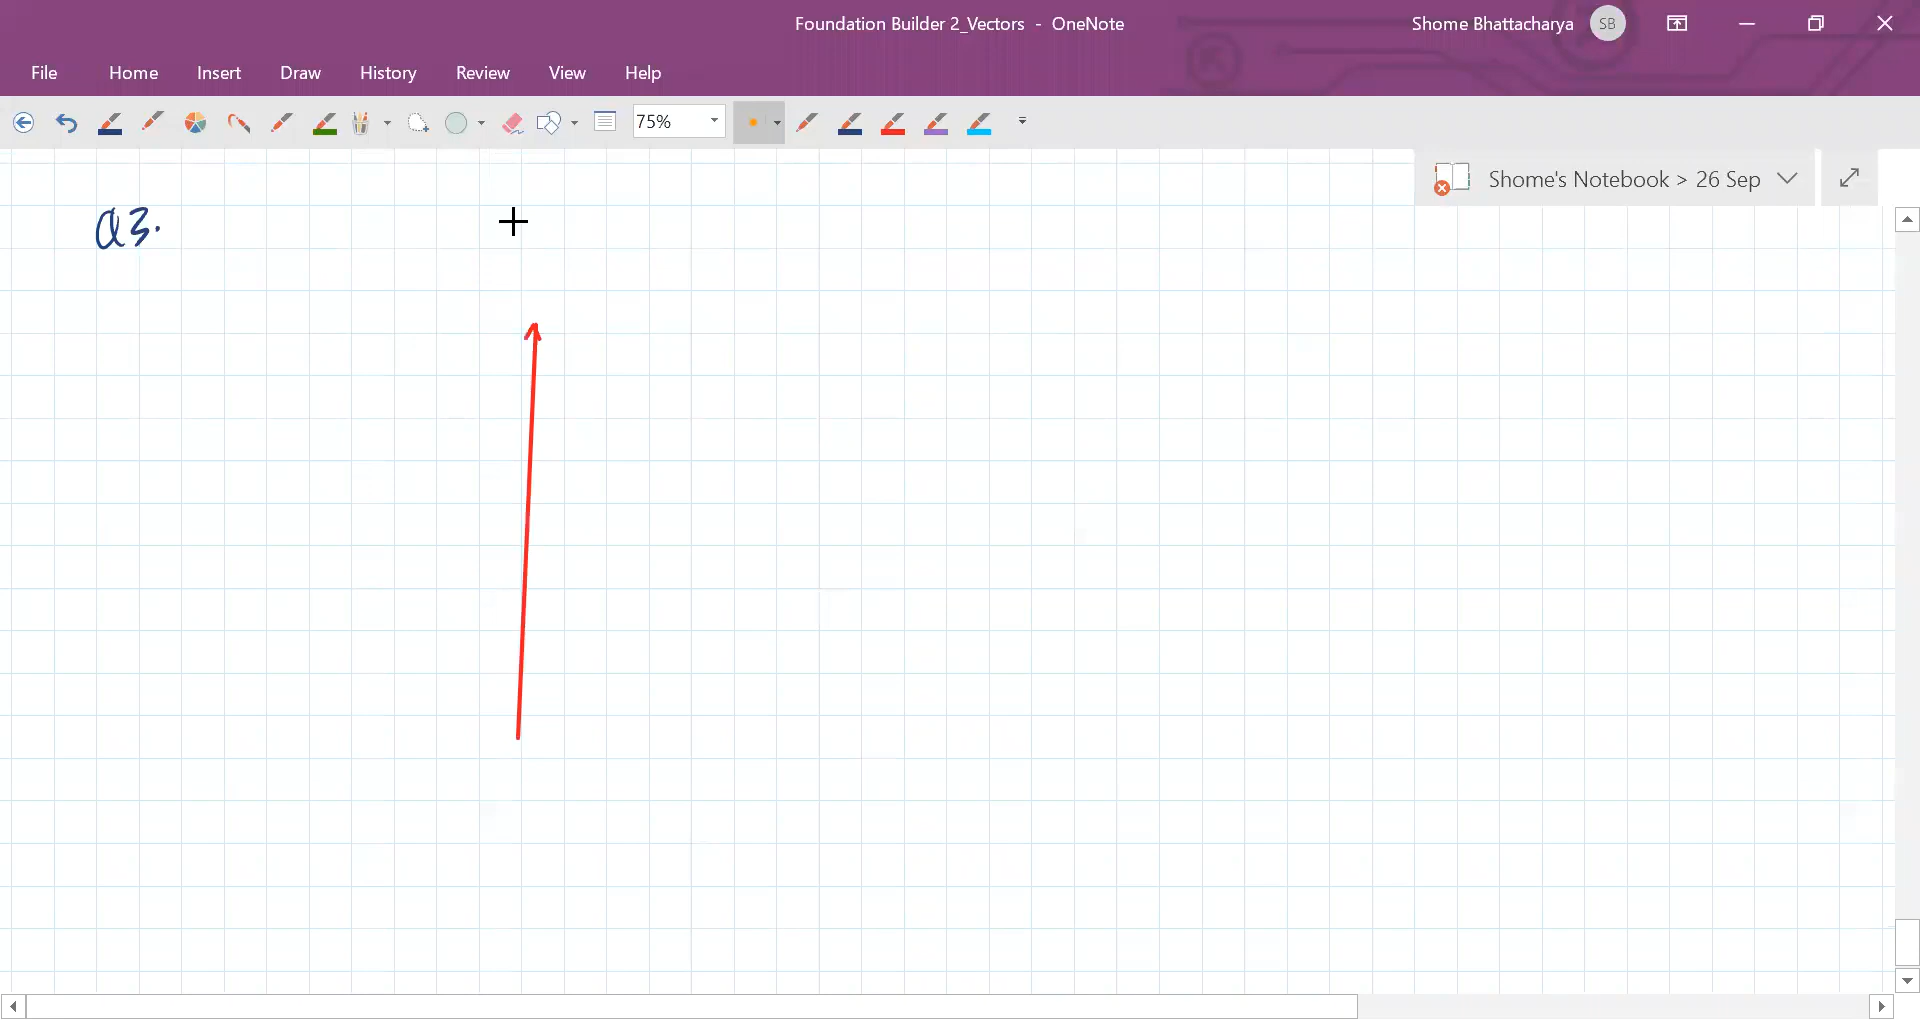 Foundation Builder 2_Vectors - OneNote
Shome Bhattacharya SB
File Home Insert Draw History Review View Help
75%
Shome's Notebook > 26 Sep
Q3.